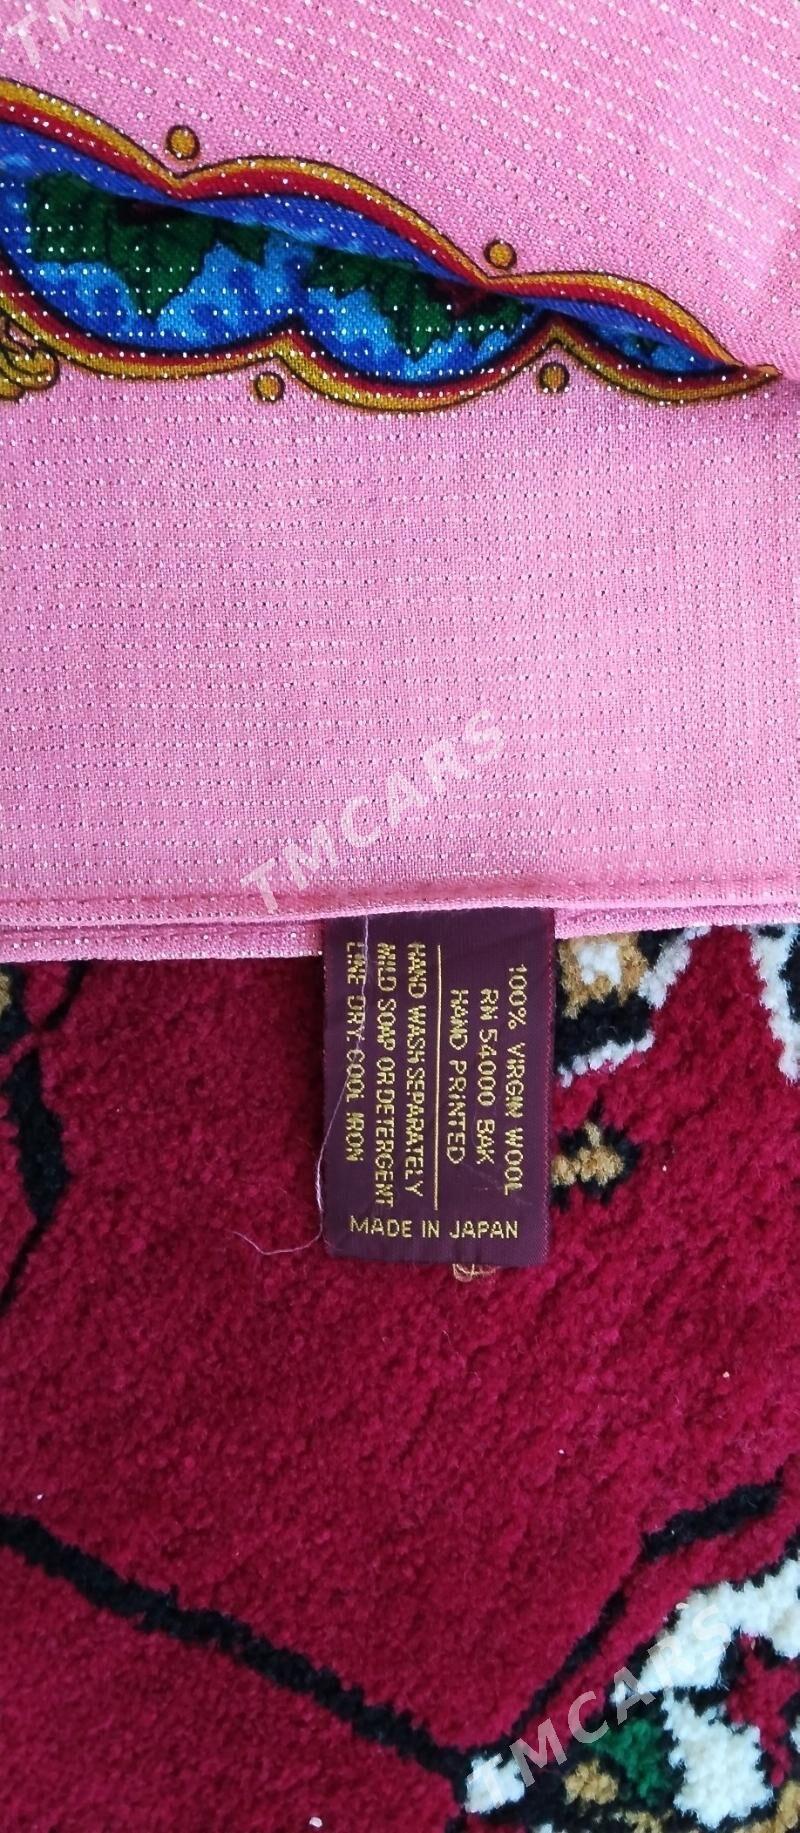 100% VIRGIN WOOL
RN 54000 BAK
HAND PRINTED
HAND WASH SEPARATELY
MILD SOAP OR DETERGENT
LINE DRY. COOL IRON
MADE IN JAPAN
TM
TMCARS
TMCARS